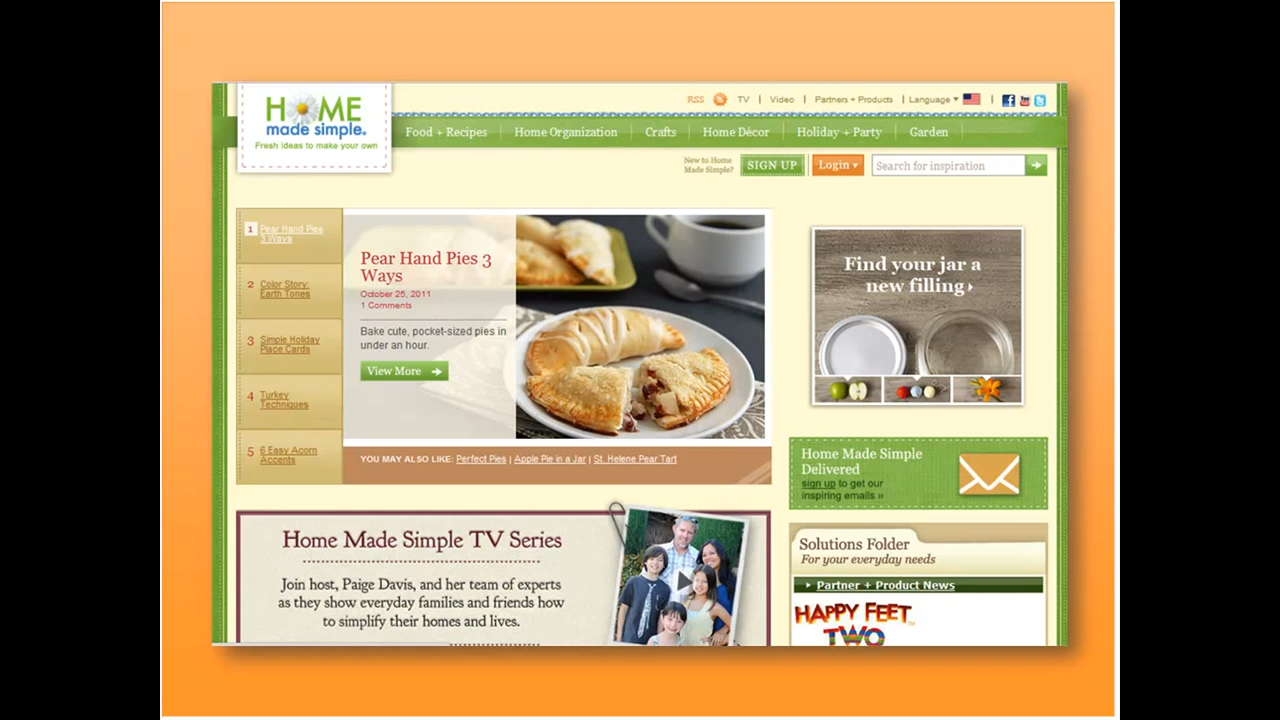 HOME
made simple.
Fresh ideas to make your own
RSS TV | Video | Partners + Products | Language |
Food + Recipes Home Organization Crafts Home Décor Holiday + Party Garden
New to Home
Made Simple?
SIGN UP
Login
Search for inspiration
1 Pear Hand Pies
3 Ways
2 Color Story:
Earth Tones
3 Simple Holiday
Place Cards
4 Turkey
Techniques
5 6 Easy Acorn
Accents
Pear Hand Pies 3
Ways
October 25, 2011
1 Comments
Bake cute, pocket-sized pies in
under an hour.
View More
YOU MAY ALSO LIKE: Perfect Pies | Apple Pie in a Jar | St. Helene Pear Tart
Find your jar a
new filling
Home Made Simple
Delivered
sign up to get our
inspiring emails »
Home Made Simple TV Series
Join host, Paige Davis, and her team of experts
as they show everyday families and friends how
to simplify their homes and lives.
Solutions Folder
For your everyday needs
Partner + Product News
HAPPY FEET
TWO